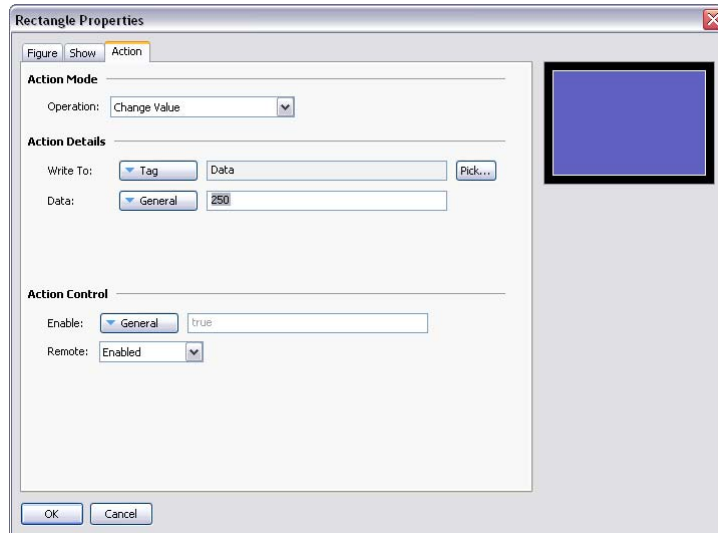 Rectangle Properties
Figure Show Action
Action Mode
Operation: Change Value
Action Details
Write To: Tag Data Pick...
Data: General 250
Action Control
Enable: General true
Remote: Enabled
OK Cancel